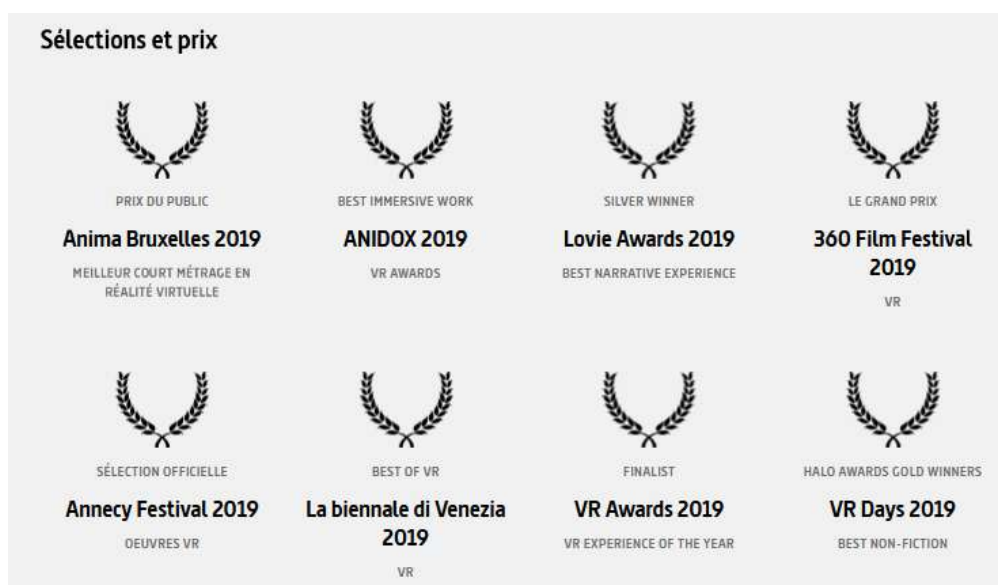 Sélections et prix
PRIX DU PUBLIC
Anima Bruxelles 2019
MEILLEUR COURT MÉTRAGE EN
RÉALITÉ VIRTUELLE
BEST IMMERSIVE WORK
ANIDOX 2019
VR AWARDS
SILVER WINNER
Lovie Awards 2019
BEST NARRATIVE EXPERIENCE
LE GRAND PRIX
360 Film Festival
2019
VR
SÉLECTION OFFICIELLE
Annecy Festival 2019
OEUVRES VR
BEST OF VR
La biennale di Venezia
2019
VR
FINALIST
VR Awards 2019
VR EXPERIENCE OF THE YEAR
HALO AWARDS GOLD WINNERS
VR Days 2019
BEST NON-FICTION